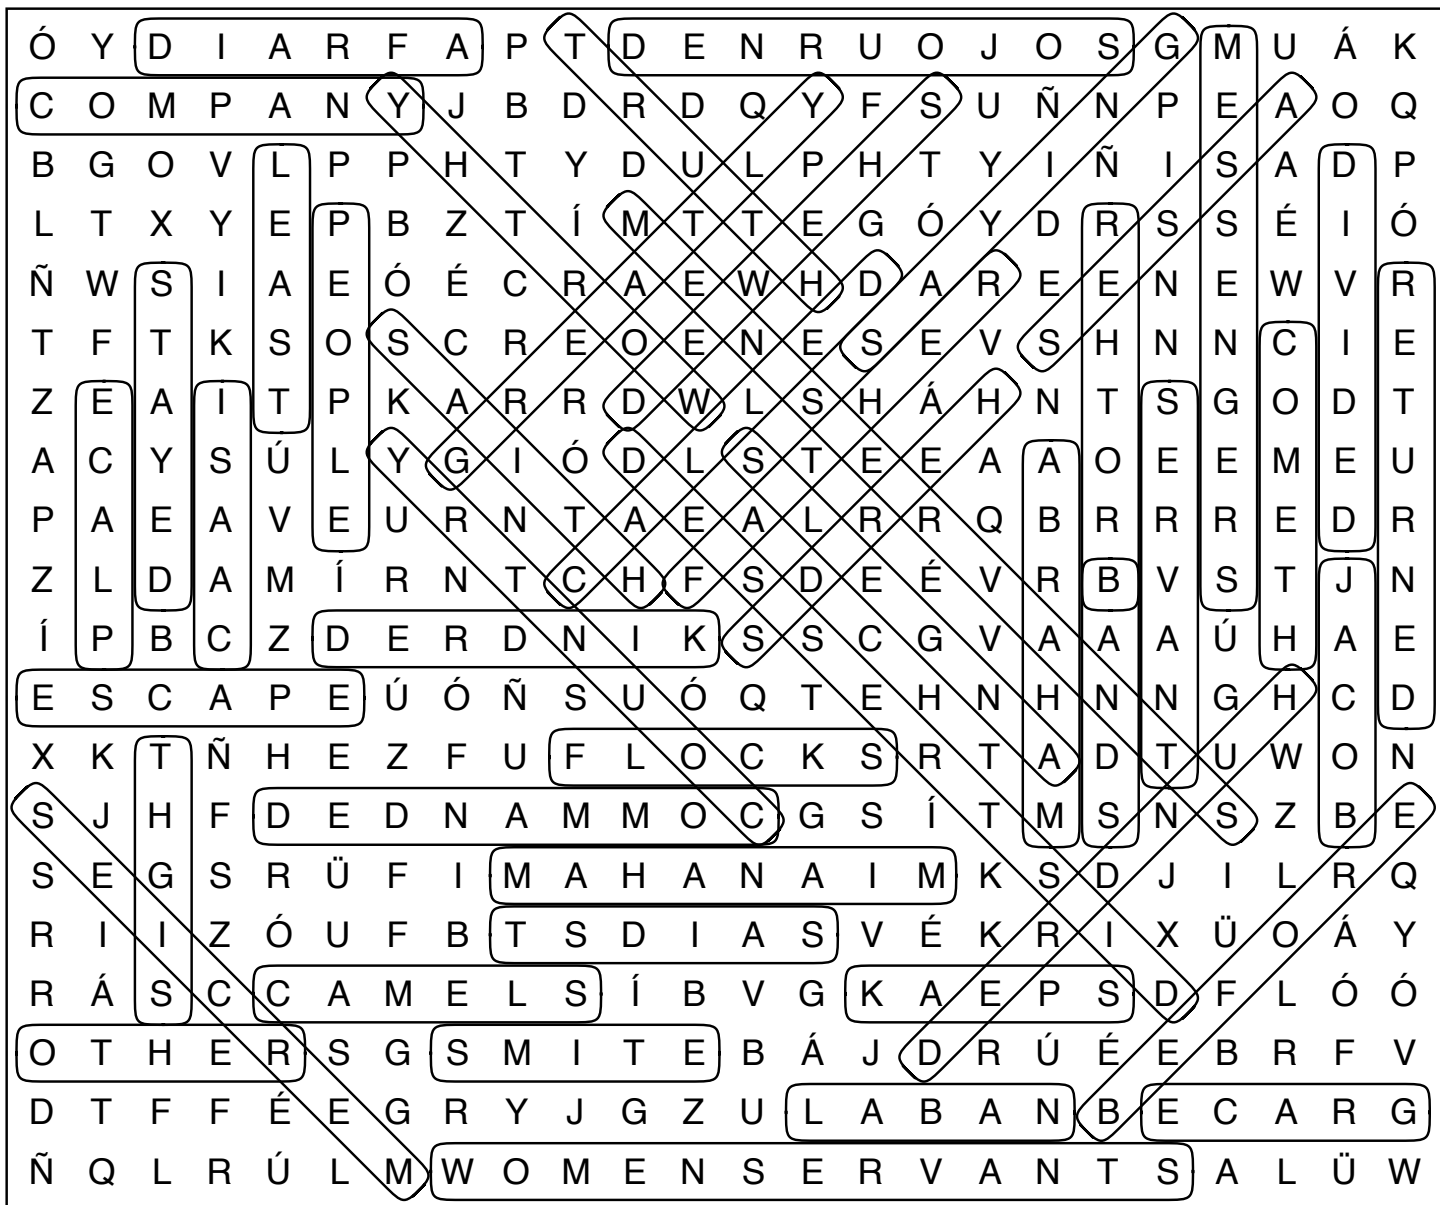 Ó Y D I A R F A P T D E N R U O J O S G M U Á K
C O M P A N Y J B D R D Q Y F S U Ñ N P E A O Q
B G O V L P P H T Y D U L P H T Y I Ñ I S A D P
L T X Y E P B Z T Í M T T E G Ó Y D R S S É I Ó
Ñ W S I A E Ó É C R A E W H D A R E E N E W V R
T F T K S O S C R E O E N E S E V S H N N C I E
Z E A I T P K A R R D W L S H Á H N T S G O D T
A C Y S Ú L Y G I Ó D L S T E E A A O E E M E U
P A E A V E U R N T A E A L R R Q B R R R E D R
Z L D A M Í R N T C H F S D E É V R B V S T J N
Í P B C Z D E R D N I K S S C G V A A A Ú H A E
E S C A P E Ú Ó Ñ S U Ó Q T E H N H N N G H C D
X K T Ñ H E Z F U F L O C K S R T A D T U W O N
S J H F D E D N A M M O C G S Í T M S N S Z B E
S E G S R Ü F I M A H A N A I M K S D J I L R Q
R I I Z Ó U F B T S D I A S V É K R I X Ü O Á Y
R Á S C C A M E L S Í B V G K A E P S D F L Ó Ó
O T H E R S G S M I T E B Á J D R Ú É E B R F V
D T F F É E G R Y J G Z U L A B A N B E C A R G
Ñ Q L R Ú L M W O M E N S E R V A N T S A L Ü W